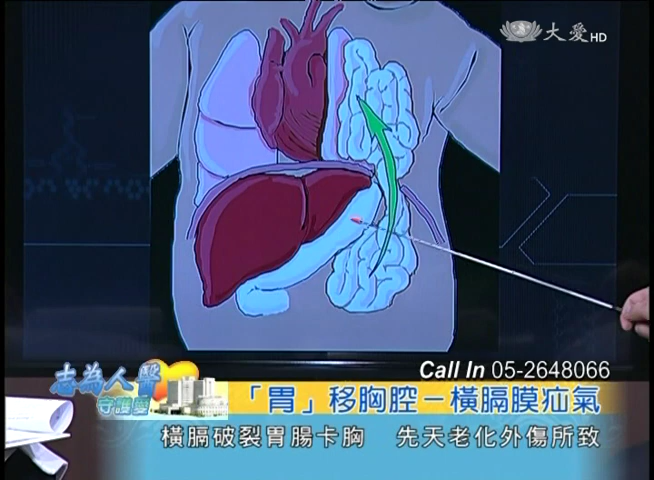 大愛HD
Call In 05-2648066
志為人醫
守護愛
「胃」移胸腔－橫膈膜疝氣
橫膈破裂胃腸卡胸 先天老化外傷所致